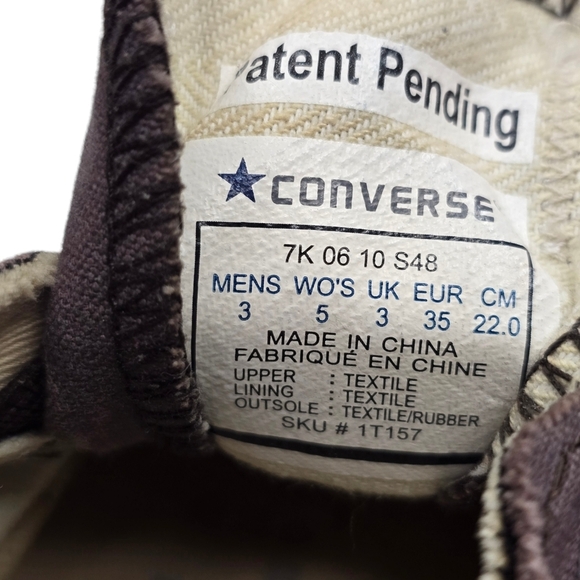 Patent Pending
CONVERSE
7K 06 10 S48
MENS WO'S UK EUR CM
3 5 3 35 22.0
MADE IN CHINA
FABRIQUÉ EN CHINE
UPPER : TEXTILE
LINING : TEXTILE
OUTSOLE : TEXTILE/RUBBER
SKU # 1T157